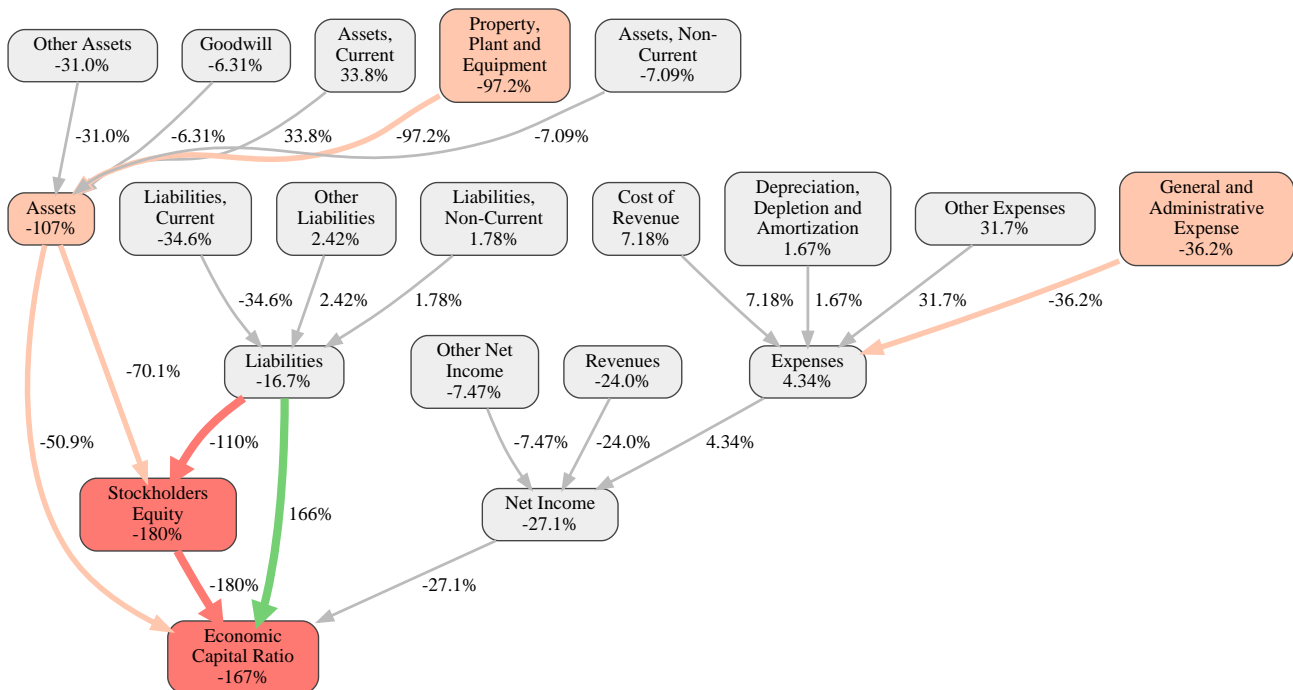 Other Assets
-31.0%
Goodwill
-6.31%
Assets,
Current
33.8%
Property,
Plant and
Equipment
-97.2%
Assets, Non-
Current
-7.09%
-31.0%
-6.31%
33.8%
-97.2%
-7.09%
Assets
-107%
Liabilities,
Current
-34.6%
Other
Liabilities
2.42%
Liabilities,
Non-Current
1.78%
Cost of
Revenue
7.18%
Depreciation,
Depletion and
Amortization
1.67%
Other Expenses
31.7%
General and
Administrative
Expense
-36.2%
-34.6%
2.42%
1.78%
7.18%
1.67%
31.7%
-36.2%
Liabilities
-16.7%
Other Net
Income
-7.47%
Revenues
-24.0%
Expenses
4.34%
-70.1%
-50.9%
-110%
-7.47%
-24.0%
4.34%
Stockholders
Equity
-180%
166%
Net Income
-27.1%
-180%
-27.1%
Economic
Capital Ratio
-167%